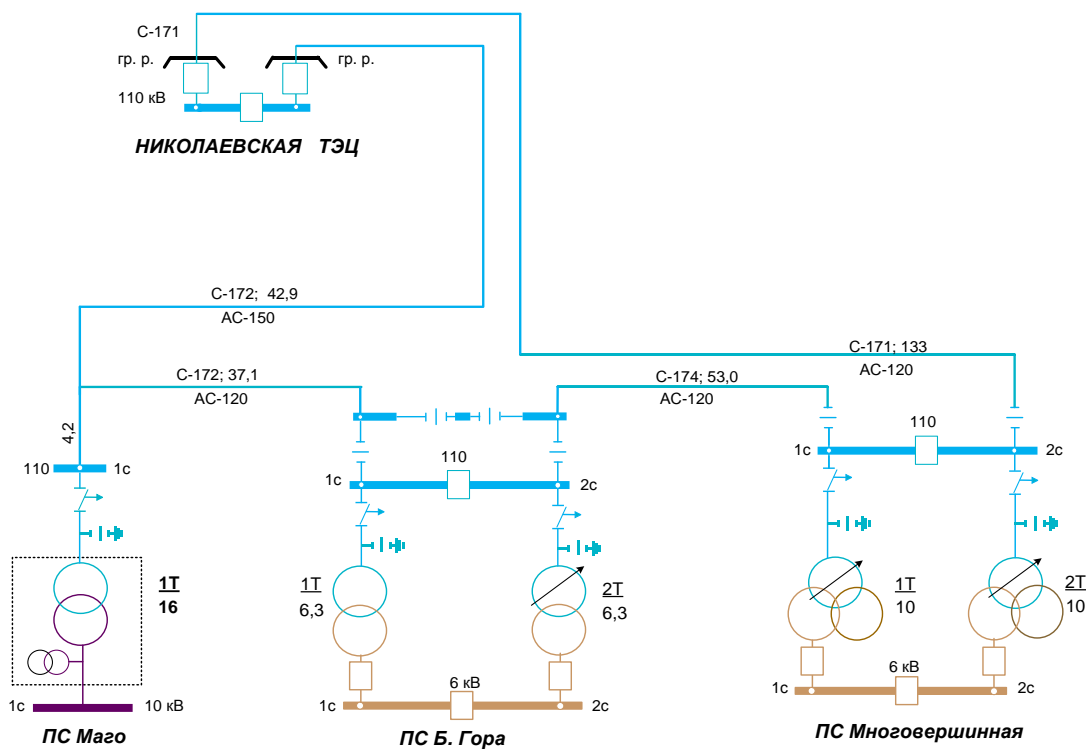 С-171
гр. р.
гр. р.
110 кВ
НИКОЛАЕВСКАЯ ТЭЦ
С-172; 42,9
АС-150
С-171; 133
АС-120
С-172; 37,1
АС-120
С-174; 53,0
АС-120
4,2
110
1с
110
1с
2с
110
1с
2с
1Т
16
1Т
6,3
2Т
6,3
1Т
10
2Т
10
1с
10 кВ
1с
6 кВ
2с
1с
6 кВ
2с
ПС Маго
ПС Б. Гора
ПС Многовершинная